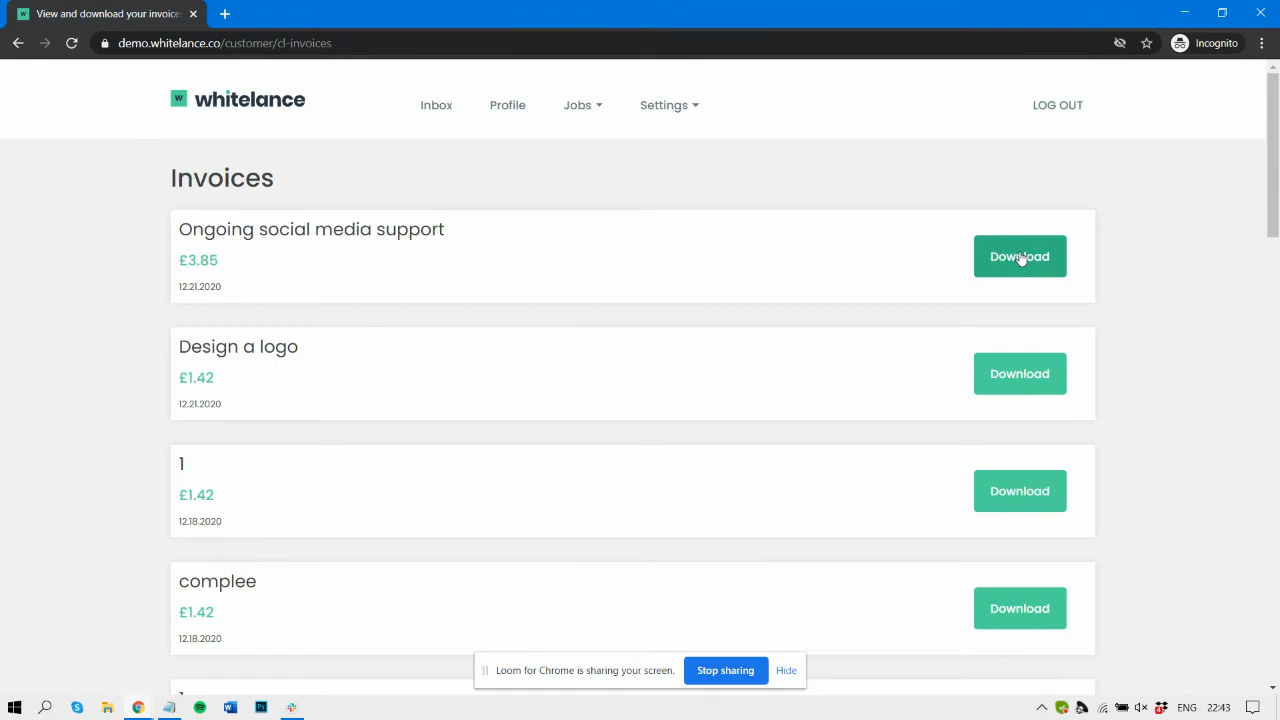 View and download your invoice
demo.whitelance.co/customer/cl-invoices
Incognito
W whitelance
Inbox
Profile
Jobs
Settings
LOG OUT
Invoices
Ongoing social media support
£3.85
12.21.2020
Download
Design a logo
£1.42
12.21.2020
Download
1
£1.42
12.18.2020
Download
complee
£1.42
12.18.2020
Download
Loom for Chrome is sharing your screen.
Stop sharing
Hide
ENG
22:43